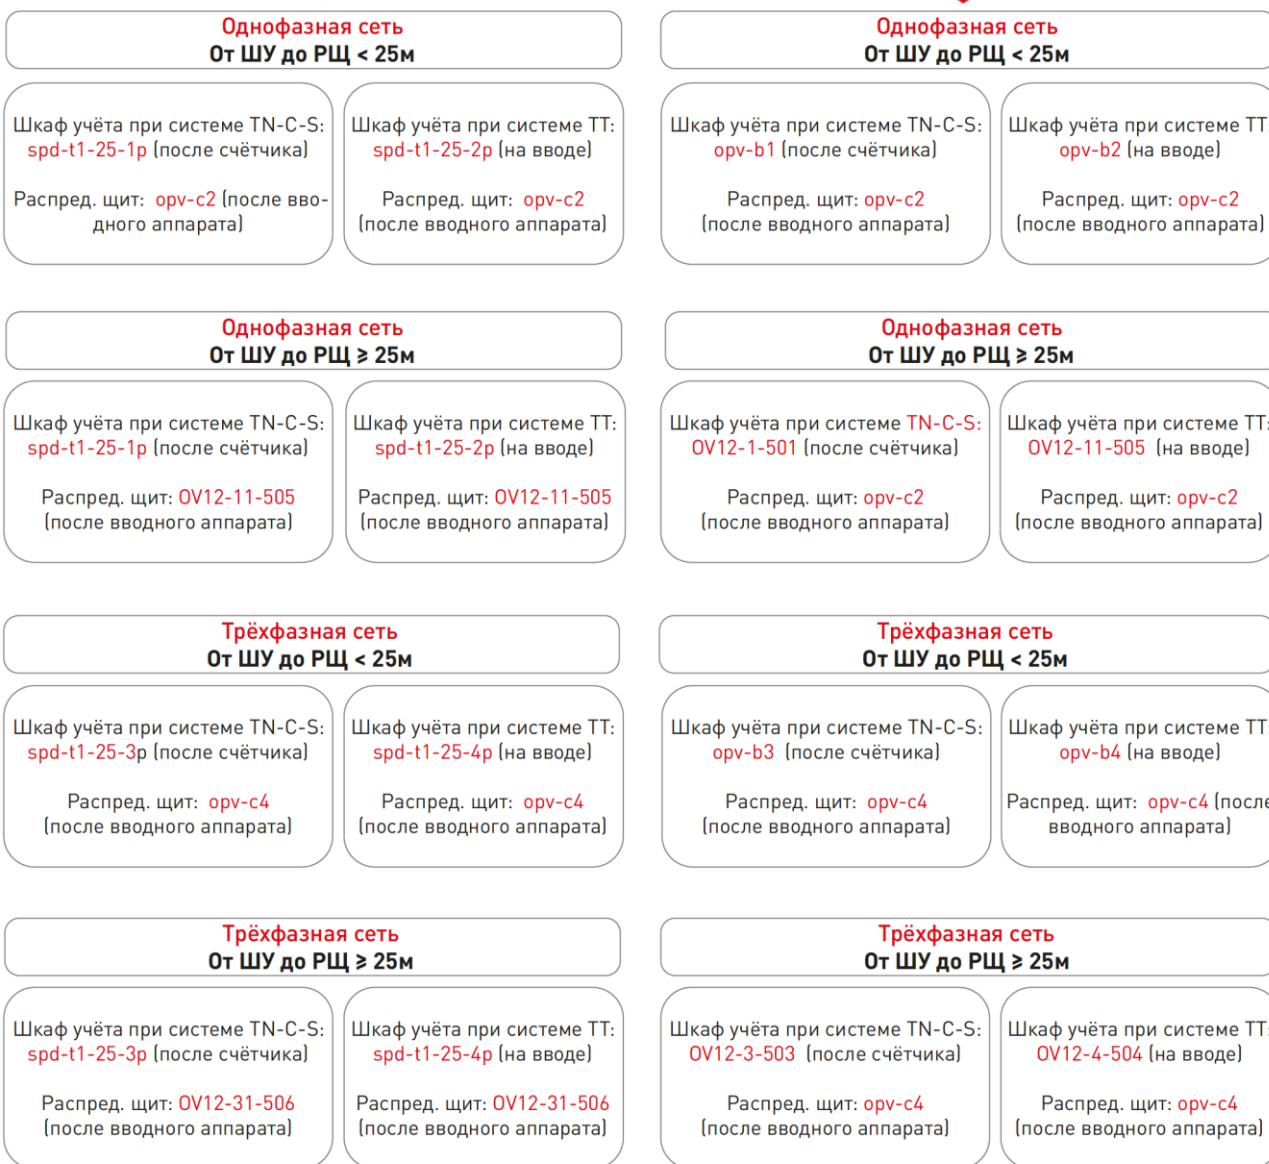 Однофазная сеть
От ШУ до РЩ < 25м
Шкаф учёта при системе TN-C-S:
spd-t1-25-1p (после счётчика)
Распред. щит: opv-c2 (после вво-
дного аппарата)
Шкаф учёта при системе TT:
spd-t1-25-2p (на вводе)
Распред. щит: opv-c2
(после вводного аппарата)
Однофазная сеть
От ШУ до РЩ < 25м
Шкаф учёта при системе TN-C-S:
opv-b1 (после счётчика)
Распред. щит: opv-c2
(после вводного аппарата)
Шкаф учёта при системе TT:
opv-b2 (на вводе)
Распред. щит: opv-c2
(после вводного аппарата)
Однофазная сеть
От ШУ до РЩ ≥ 25м
Шкаф учёта при системе TN-C-S:
spd-t1-25-1p (после счётчика)
Распред. щит: OV12-11-505
(после вводного аппарата)
Шкаф учёта при системе TT:
spd-t1-25-2p (на вводе)
Распред. щит: OV12-11-505
(после вводного аппарата)
Однофазная сеть
От ШУ до РЩ ≥ 25м
Шкаф учёта при системе TN-C-S:
OV12-1-501 (после счётчика)
Распред. щит: opv-c2
(после вводного аппарата)
Шкаф учёта при системе TT:
OV12-11-505 (на вводе)
Распред. щит: opv-c2
(после вводного аппарата)
Трёхфазная сеть
От ШУ до РЩ < 25м
Шкаф учёта при системе TN-C-S:
spd-t1-25-3p (после счётчика)
Распред. щит: opv-c4
(после вводного аппарата)
Шкаф учёта при системе TT:
spd-t1-25-4p (на вводе)
Распред. щит: opv-c4
(после вводного аппарата)
Трёхфазная сеть
От ШУ до РЩ < 25м
Шкаф учёта при системе TN-C-S:
opv-b3 (после счётчика)
Распред. щит: opv-c4
(после вводного аппарата)
Шкаф учёта при системе TT:
opv-b4 (на вводе)
Распред. щит: opv-c4 (после
вводного аппарата)
Трёхфазная сеть
От ШУ до РЩ ≥ 25м
Шкаф учёта при системе TN-C-S:
spd-t1-25-3p (после счётчика)
Распред. щит: OV12-31-506
(после вводного аппарата)
Шкаф учёта при системе TT:
spd-t1-25-4p (на вводе)
Распред. щит: OV12-31-506
(после вводного аппарата)
Трёхфазная сеть
От ШУ до РЩ ≥ 25м
Шкаф учёта при системе TN-C-S:
OV12-3-503 (после счётчика)
Распред. щит: opv-c4
(после вводного аппарата)
Шкаф учёта при системе TT:
OV12-4-504 (на вводе)
Распред. щит: opv-c4
(после вводного аппарата)